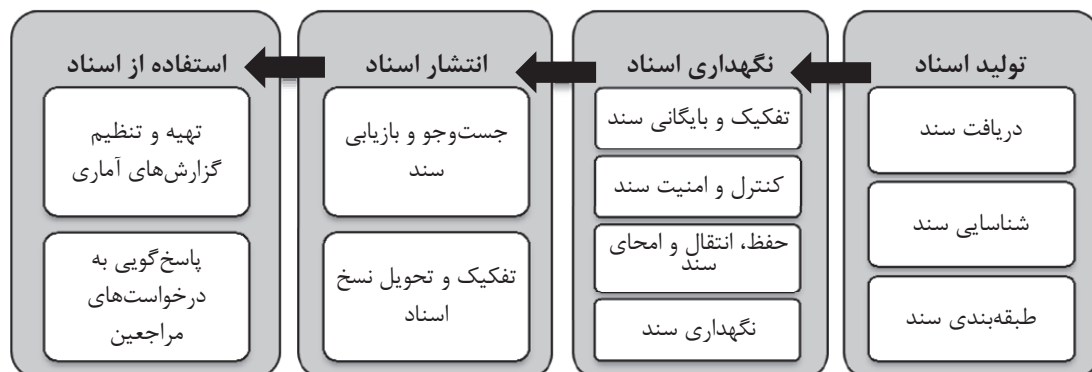 تولید اسناد
دریافت سند
شناسایی سند
طبقه‌بندی سند
نگهداری اسناد
تفکیک و بایگانی سند
کنترل و امنیت سند
حفظ، انتقال و امحای
سند
نگهداری سند
انتشار اسناد
جست‌وجو و بازیابی
سند
تفکیک و تحویل نسخ
اسناد
استفاده از اسناد
تهیه و تنظیم
گزارش‌های آماری
پاسخ‌گویی به
درخواست‌های
مراجعین